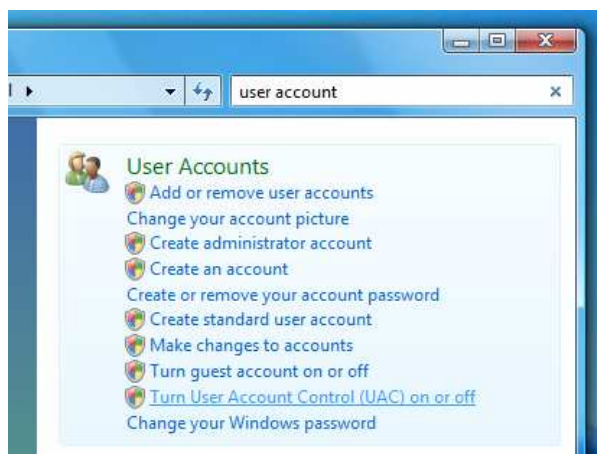 user account
User Accounts
Add or remove user accounts
Change your account picture
Create administrator account
Create an account
Create or remove your account password
Create standard user account
Make changes to accounts
Turn guest account on or off
Turn User Account Control (UAC) on or off
Change your Windows password